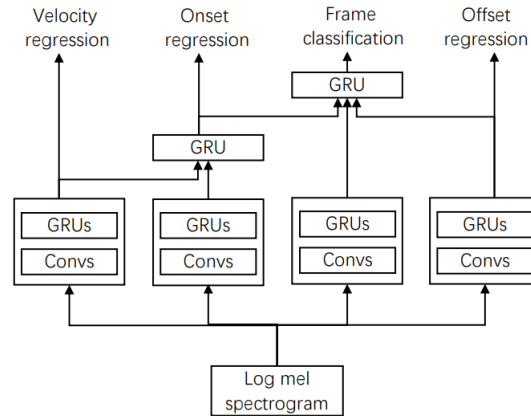 Velocity
regression
Onset
regression
Frame
classification
Offset
regression
GRU
GRU
GRUs
Convs
GRUs
Convs
GRUs
Convs
GRUs
Convs
Log mel
spectrogram